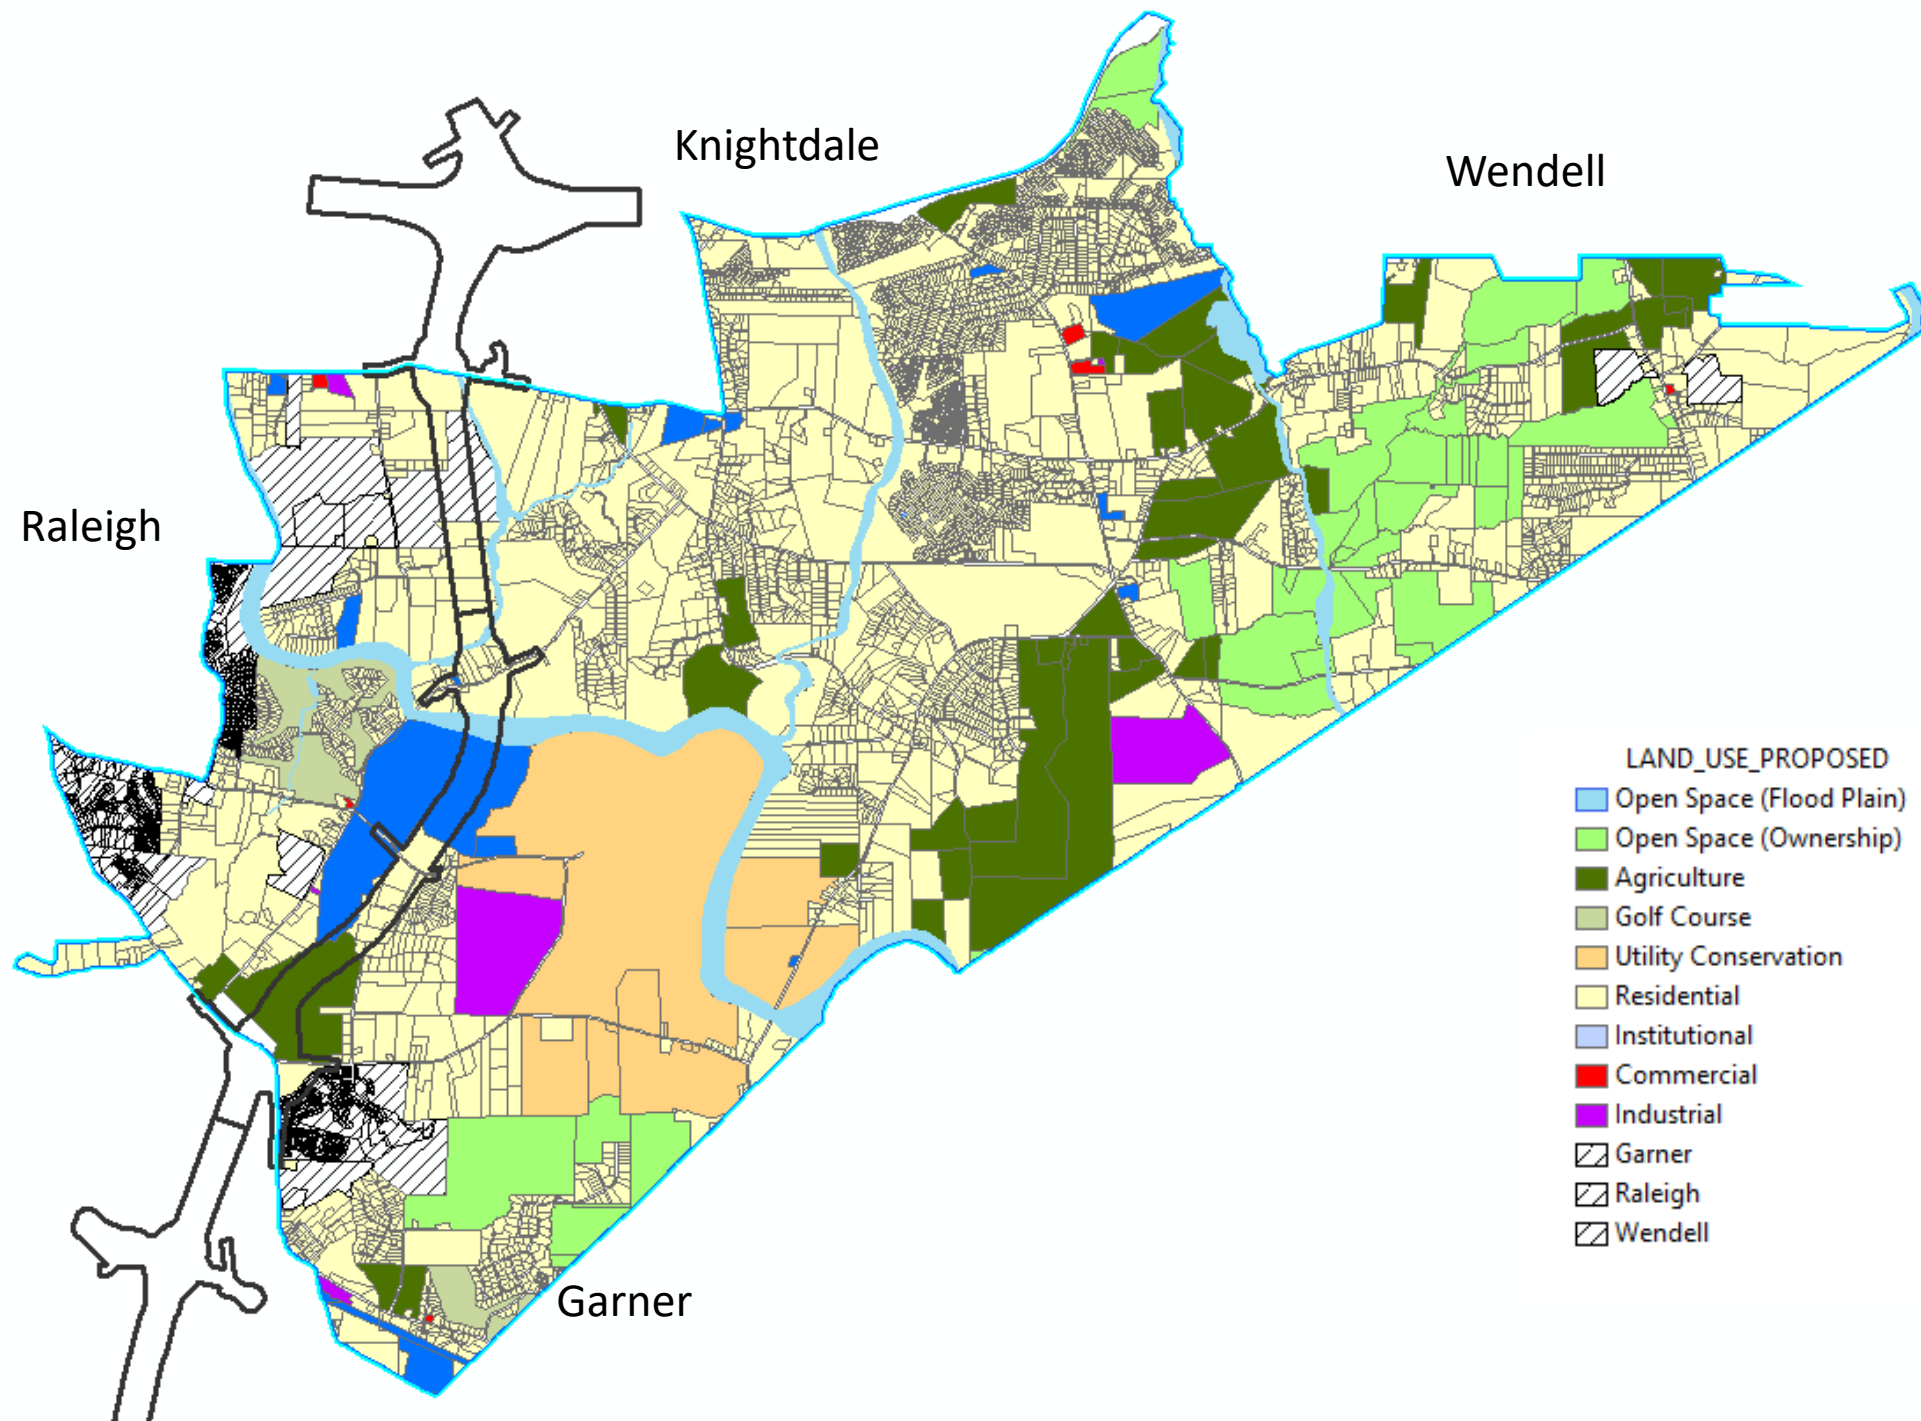 Knightdale
Wendell
Raleigh
Garner
LAND_USE_PROPOSED
Open Space (Flood Plain)
Open Space (Ownership)
Agriculture
Golf Course
Utility Conservation
Residential
Institutional
Commercial
Industrial
Garner
Raleigh
Wendell